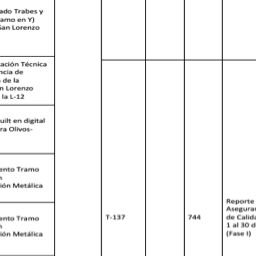 ado Trabes y
amo en Y)
San Lorenzo
ación Técnica
ncia de
de la
n Lorenzo
la L-12
uilt en digital
ra Olivos-
ento Tramo
ión Metálica
ento Tramo
ión Metálica
T-137
744
Reporte
Asegura
de Calida
1 al 30 d
(Fase I)